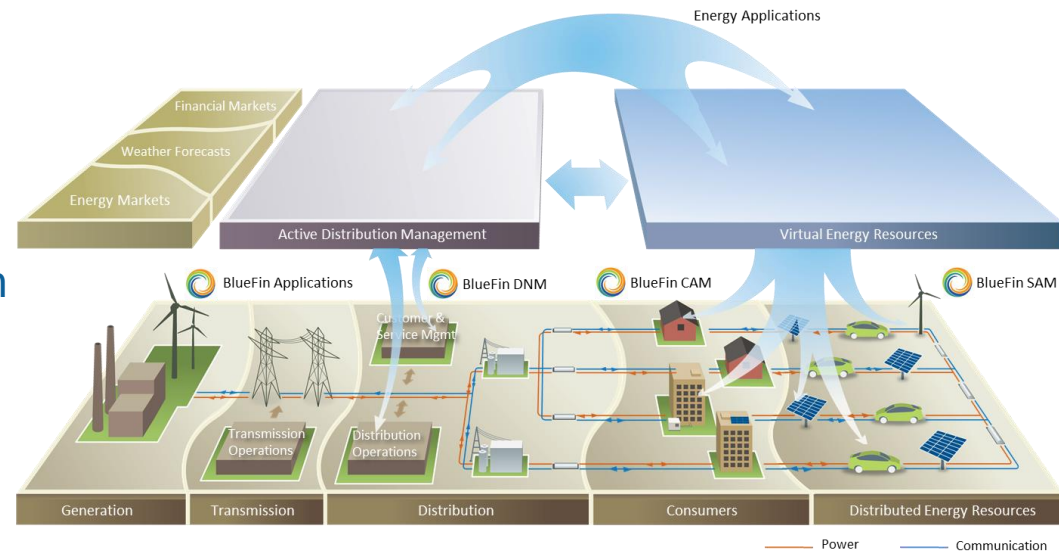 Energy Applications
Financial Markets
Weather Forecasts
Energy Markets
Active Distribution Management
Virtual Energy Resources
n
BlueFin Applications
BlueFin DNM
BlueFin CAM
BlueFin SAM
Customer &
Service Mgmt
Transmission
Operations
Distribution
Operations
Generation
Transmission
Distribution
Consumers
Distributed Energy Resources
Power
Communication